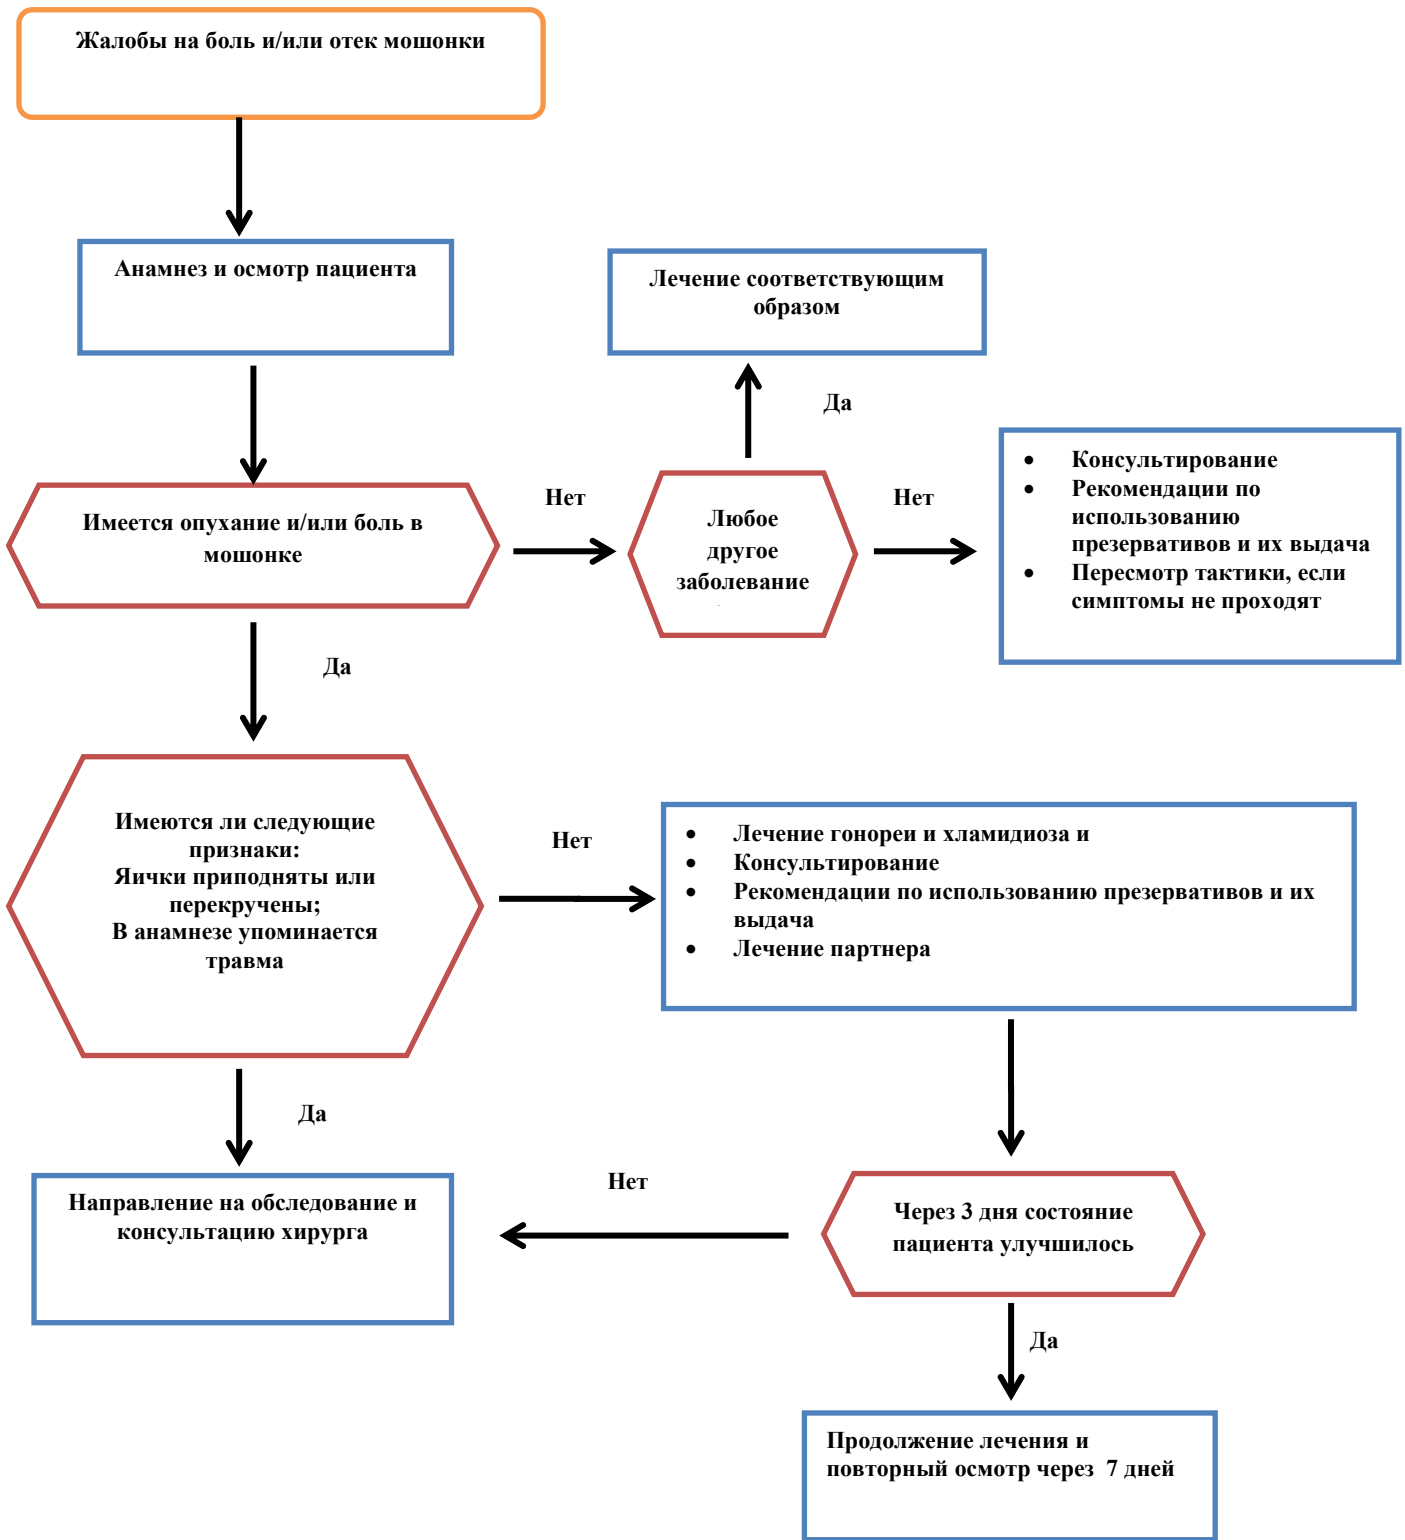 Жалобы на боль и/или отек мошонки
Анамнез и осмотр пациента
Лечение соответствующим
образом
Да
Имеется опухание и/или боль в
мошонке
Нет
Любое
другое
заболевание
Нет
• Консультирование
• Рекомендации по
использованию
презервативов и их выдача
• Пересмотр тактики, если
симптомы не проходят
Да
Имеются ли следующие
признаки:
Яички приподняты или
перекручены;
В анамнезе упоминается
травма
Нет
• Лечение гонореи и хламидиоза и
• Консультирование
• Рекомендации по использованию презервативов и их
выдача
• Лечение партнера
Да
Направление на обследование и
консультацию хирурга
Нет
Через 3 дня состояние
пациента улучшилось
Да
Продолжение лечения и
повторный осмотр через 7 дней